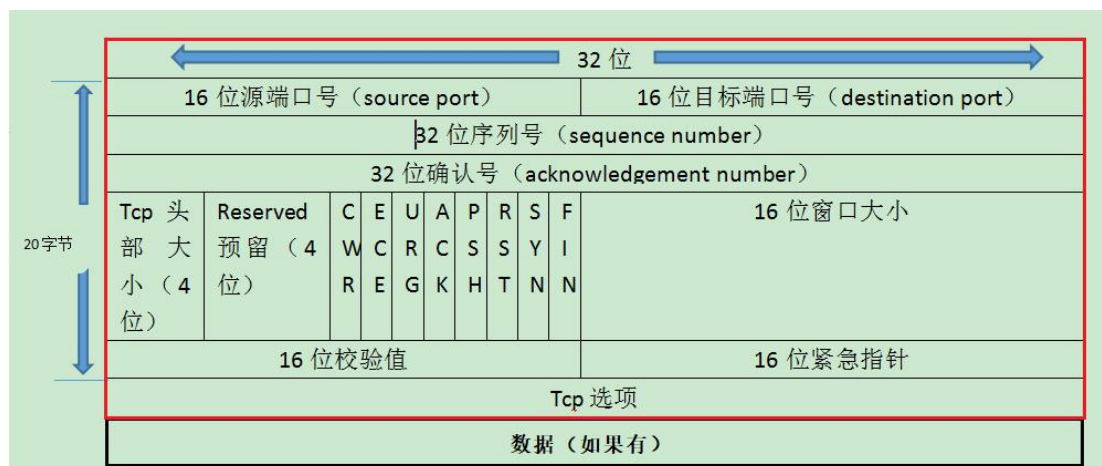 32 位
16 位源端口号（source port）
16 位目标端口号（destination port）
32 位序列号（sequence number）
32 位确认号（acknowledgement number）
20字节
Tcp 头
部 大
小（4
位）
Reserved
预留（4
位）
C
W
R
E
C
E
U
R
G
A
C
K
P
S
H
R
S
T
S
Y
N
F
I
N
16 位窗口大小
16 位校验值
16 位紧急指针
Tcp 选项
数据（如果有）